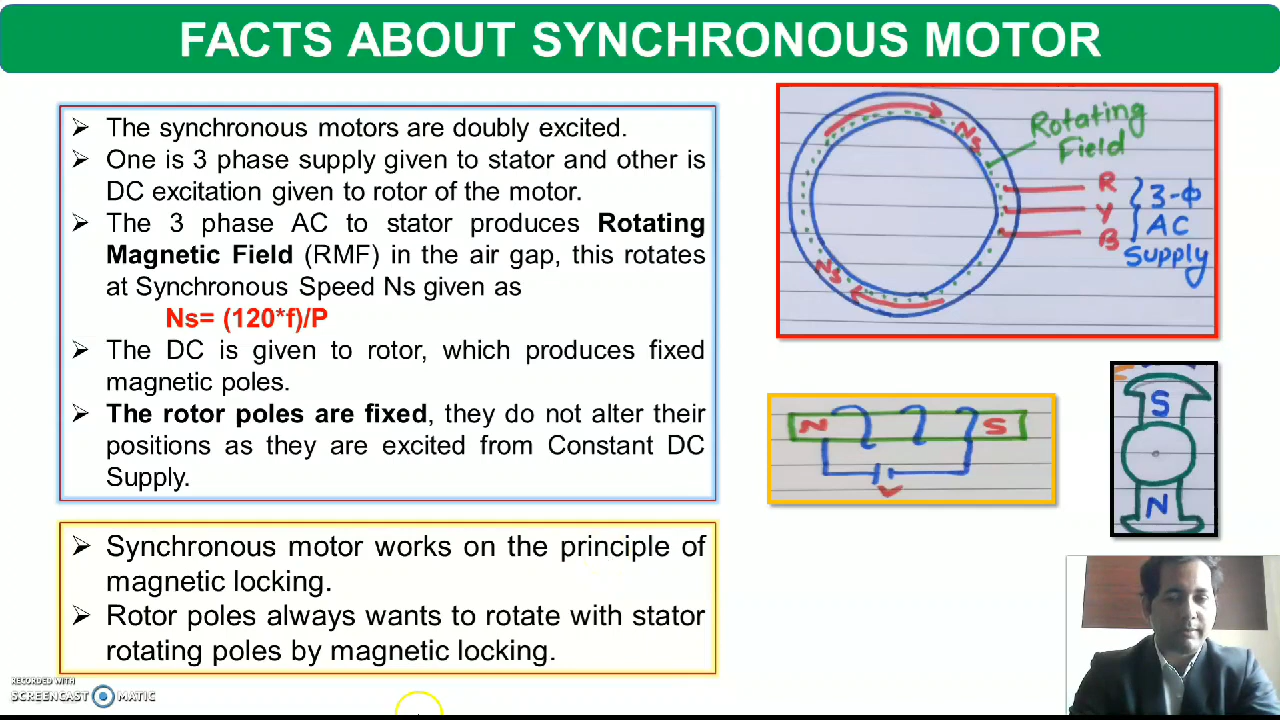 FACTS ABOUT SYNCHRONOUS MOTOR
➢ The synchronous motors are doubly excited.
➢ One is 3 phase supply given to stator and other is
DC excitation given to rotor of the motor.
➢ The 3 phase AC to stator produces Rotating
Magnetic Field (RMF) in the air gap, this rotates
at Synchronous Speed Ns given as
Ns= (120*f)/P
➢ The DC is given to rotor, which produces fixed
magnetic poles.
➢ The rotor poles are fixed, they do not alter their
positions as they are excited from Constant DC
Supply.
➢ Synchronous motor works on the principle of
magnetic locking.
➢ Rotor poles always wants to rotate with stator
rotating poles by magnetic locking.
Ns
Rotating
Field
R
Y
B
3-Φ
AC
Supply
Ns
N S
V
S
N
RECORDED WITH
SCREENCAST MATIC